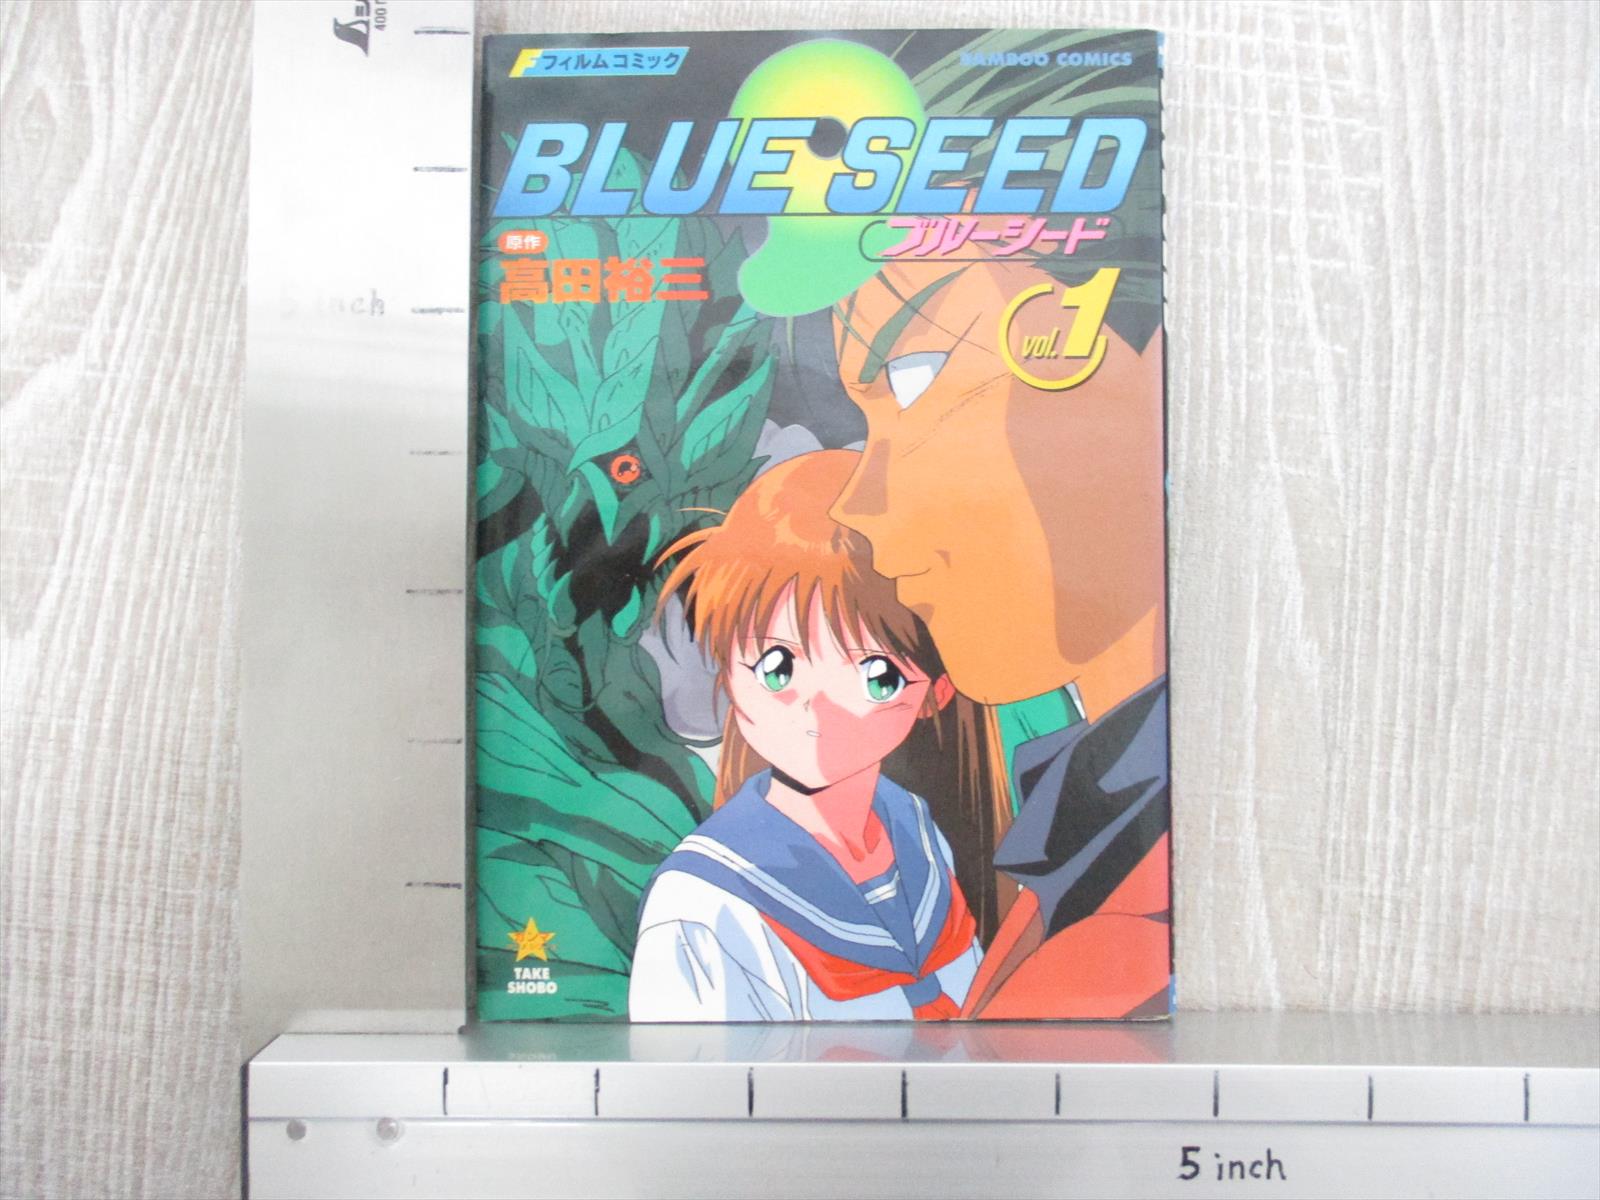 フィルムコミック
BAMBOO COMICS
BLUE SEED
ブルーシード
原作
高田裕三
vol.1
TAKE
SHOBO
5 inch
5 inch